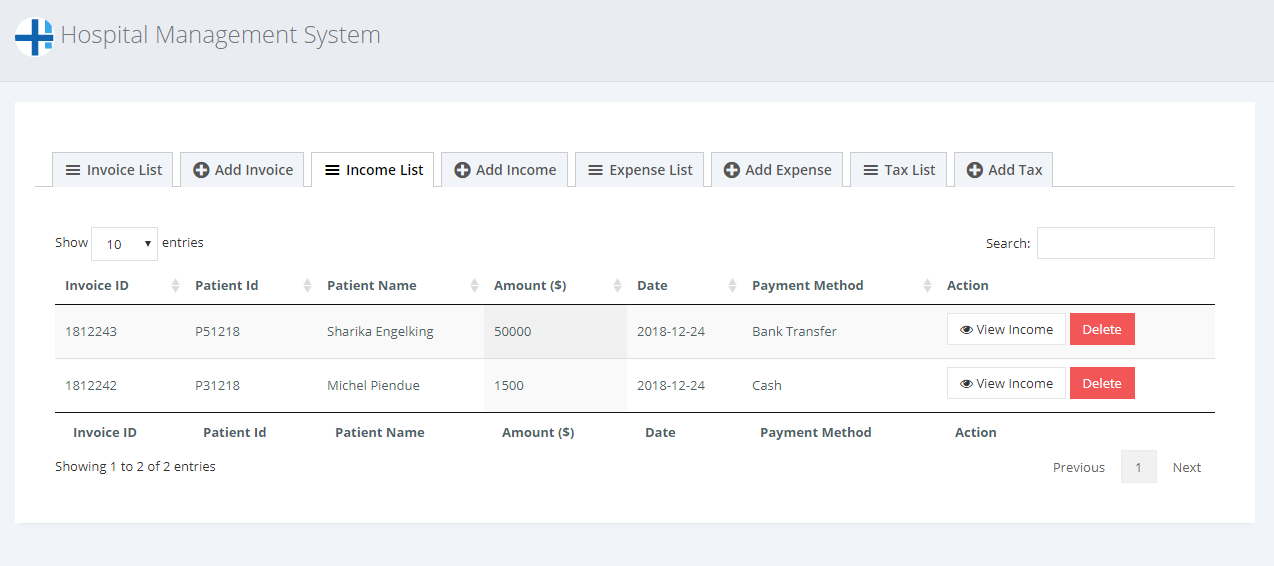 Hospital Management System
Invoice List Add Invoice Income List Add Income Expense List Add Expense Tax List Add Tax
Show 10 entries Search:
Invoice ID Patient Id Patient Name Amount ($) Date Payment Method Action
1812243 P51218 Sharika Engelking 50000 2018-12-24 Bank Transfer View Income Delete
1812242 P31218 Michel Piendue 1500 2018-12-24 Cash View Income Delete
Invoice ID Patient Id Patient Name Amount ($) Date Payment Method Action
Showing 1 to 2 of 2 entries Previous 1 Next